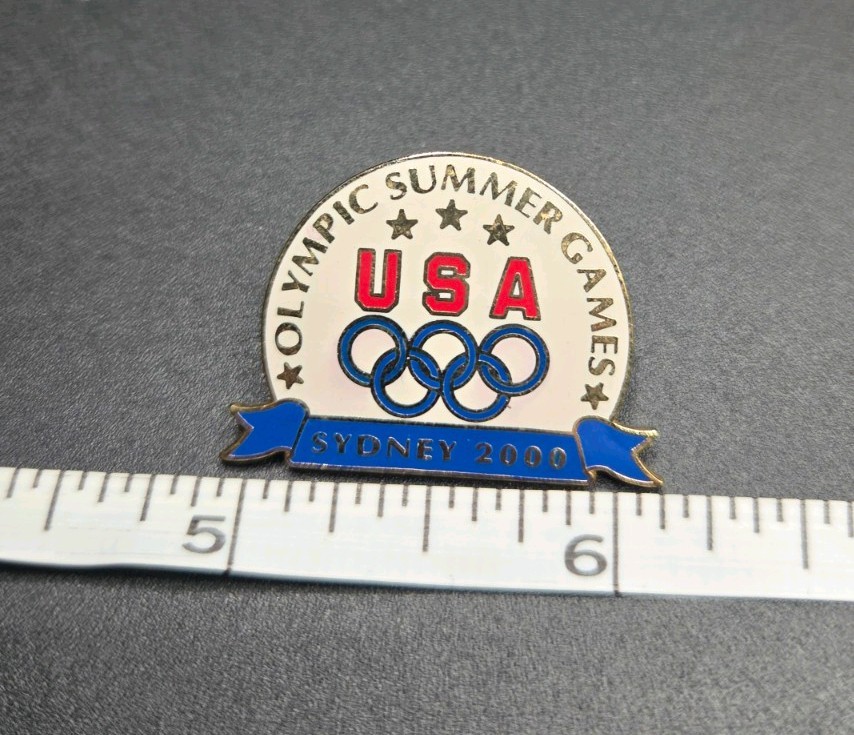 OLYMPIC SUMMER GAMES
USA
SYDNEY 2000
5
6